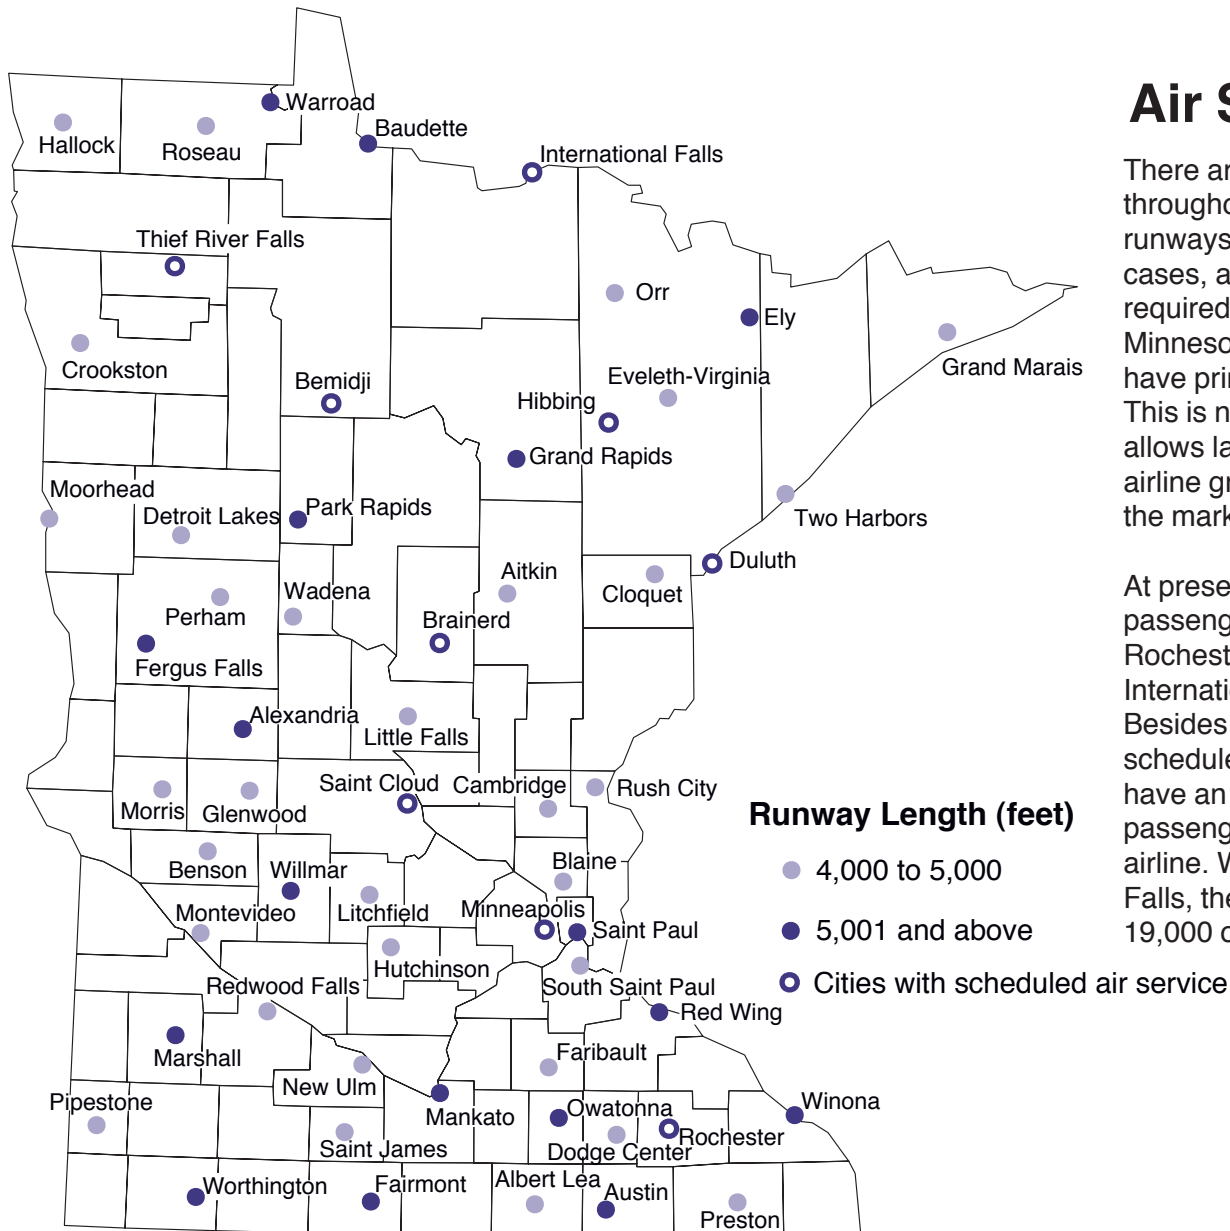 Warroad
Hallock
Roseau
Baudette
International Falls
Thief River Falls
Orr
Ely
Crookston
Grand Marais
Bemidji
Eveleth-Virginia
Hibbing
Grand Rapids
Moorhead
Detroit Lakes
Park Rapids
Two Harbors
Duluth
Aitkin
Cloquet
Perham
Wadena
Brainerd
Fergus Falls
Alexandria
Little Falls
Saint Cloud
Cambridge
Rush City
Morris
Glenwood
Benson
Willmar
Blaine
Montevideo
Litchfield
Minneapolis
Saint Paul
Hutchinson
Redwood Falls
South Saint Paul
Red Wing
Marshall
New Ulm
Faribault
Pipestone
Mankato
Owatonna
Winona
Saint James
Dodge Center
Rochester
Worthington
Fairmont
Albert Lea
Austin
Preston
Runway Length (feet)
4,000 to 5,000
5,001 and above
Cities with scheduled air service
Air
There
througho
runways
cases, a
required
Minneso
have pri
This is n
allows la
airline gr
the mark
At prese
passeng
Rochest
Internati
Besides
schedule
have an
passeng
airline. W
Falls, the
19,000